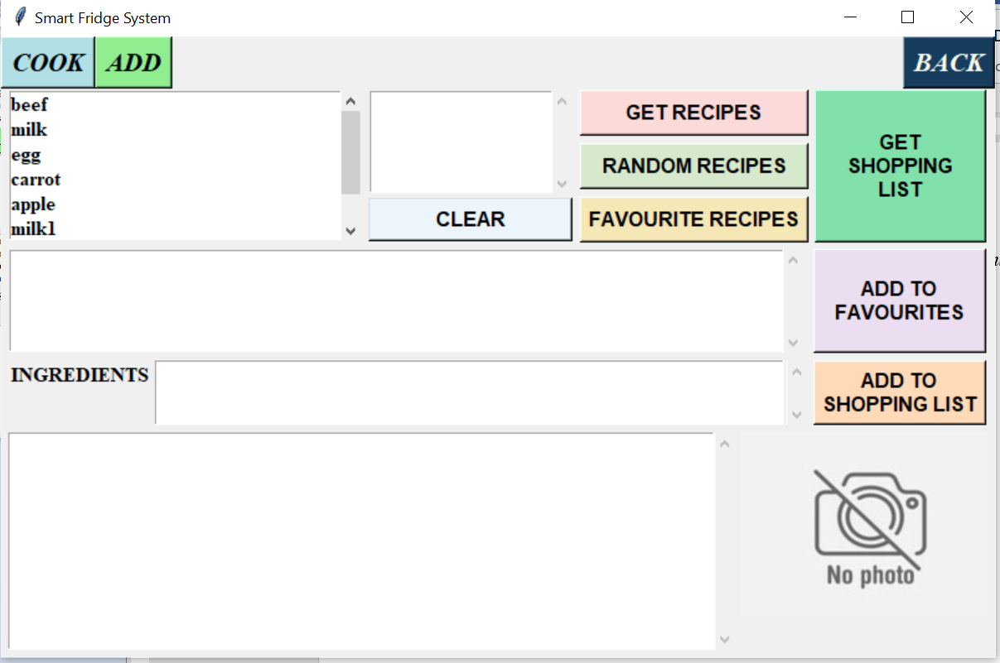 Smart Fridge System
COOK
ADD
BACK
beef
milk
egg
carrot
apple
milk1
GET RECIPES
RANDOM RECIPES
CLEAR
FAVOURITE RECIPES
GET
SHOPPING
LIST
ADD TO
FAVOURITES
INGREDIENTS
ADD TO
SHOPPING LIST
No photo